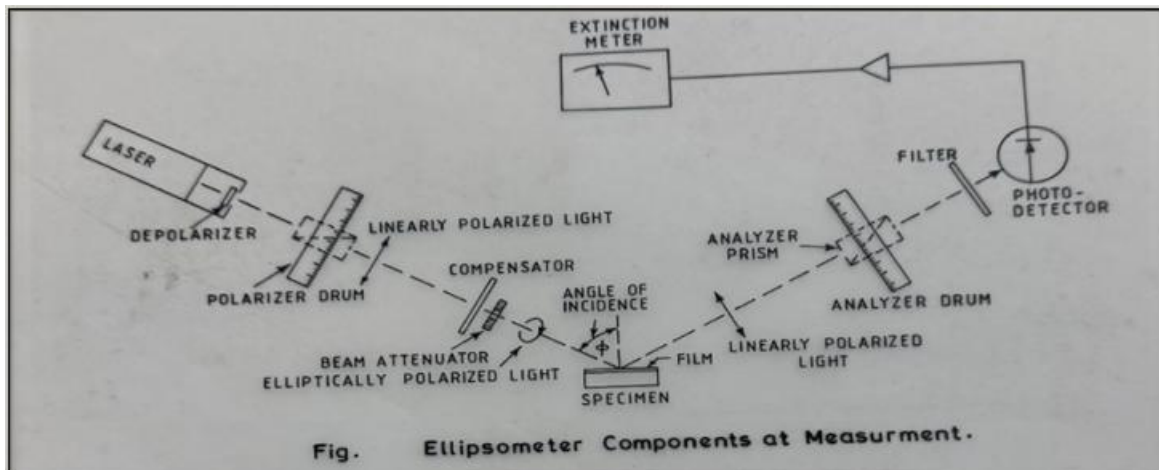 EXTINCTION
METER
LASER
DEPOLARIZER
POLARIZER DRUM
LINEARLY POLARIZED LIGHT
COMPENSATOR
BEAM ATTENUATOR
ELLIPTICALLY POLARIZED LIGHT
ANGLE OF
INCIDENCE
Φ
FILM
SPECIMEN
LINEARLY POLARIZED
LIGHT
ANALYZER
PRISM
ANALYZER DRUM
FILTER
PHOTO-
DETECTOR
Fig. Ellipsometer Components at Measurment.